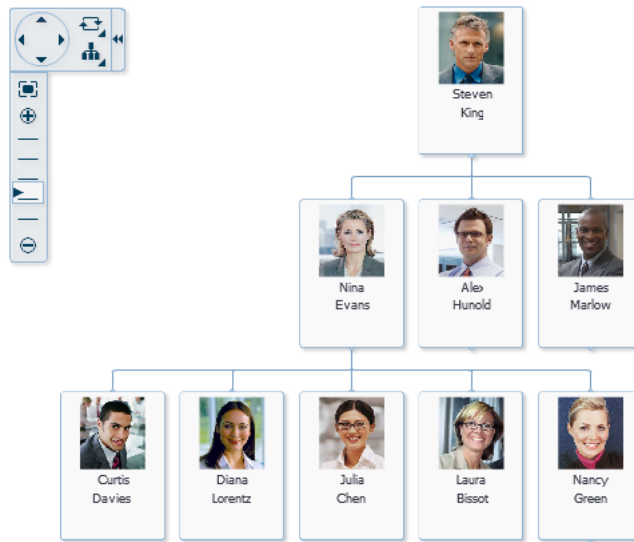 Steven
King
Nina
Evans
Alex
Hunold
James
Marlow
Curtis
Davies
Diana
Lorentz
Julia
Chen
Laura
Bissot
Nancy
Green